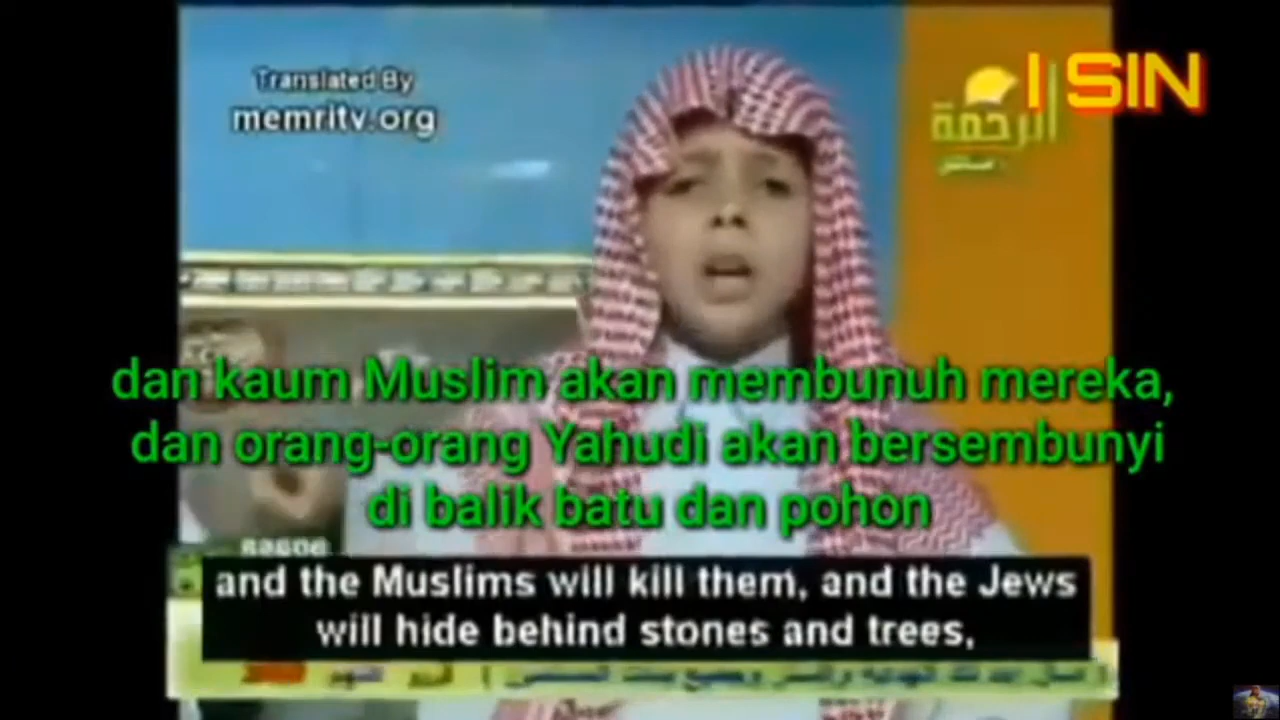 Translated By
memritv.org
I SIN
الرحمة
dan kaum Muslim akan membunuh mereka,
dan orang-orang Yahudi akan bersembunyi
di balik batu dan pohon
and the Muslims will kill them, and the Jews
will hide behind stones and trees,